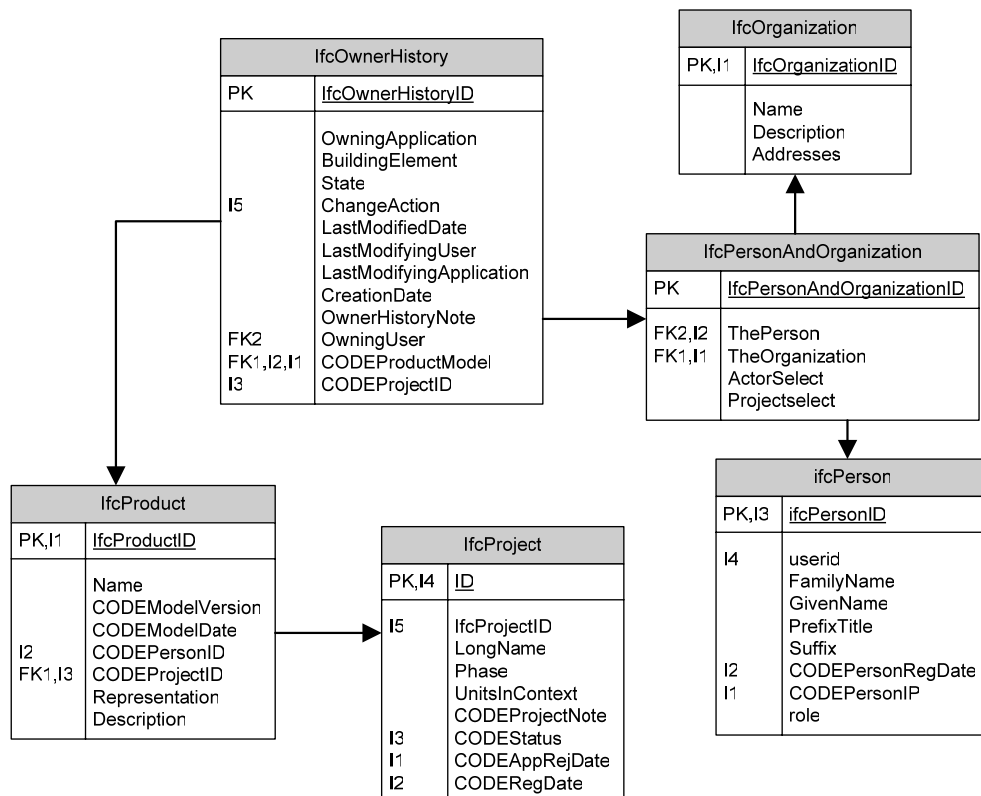 IfcOwnerHistory
PK IfcOwnerHistoryID
OwningApplication
BuildingElement
State
I5 ChangeAction
LastModifiedDate
LastModifyingUser
LastModifyingApplication
CreationDate
OwnerHistoryNote
FK2 OwningUser
FK1,I2,I1 CODEProductModel
I3 CODEProjectID
IfcOrganization
PK,I1 IfcOrganizationID
Name
Description
Addresses
IfcPersonAndOrganization
PK IfcPersonAndOrganizationID
FK2,I2 ThePerson
FK1,I1 TheOrganization
ActorSelect
Projectselect
IfcProduct
PK,I1 IfcProductID
Name
CODEModelVersion
CODEModelDate
I2 CODEPersonID
FK1,I3 CODEProjectID
Representation
Description
IfcProject
PK,I4 ID
I5 IfcProjectID
LongName
Phase
UnitsInContext
CODEProjectNote
I3 CODEStatus
I1 CODEAppRejDate
I2 CODERegDate
ifcPerson
PK,I3 ifcPersonID
I4 userid
FamilyName
GivenName
PrefixTitle
Suffix
I2 CODEPersonRegDate
I1 CODEPersonIP
role